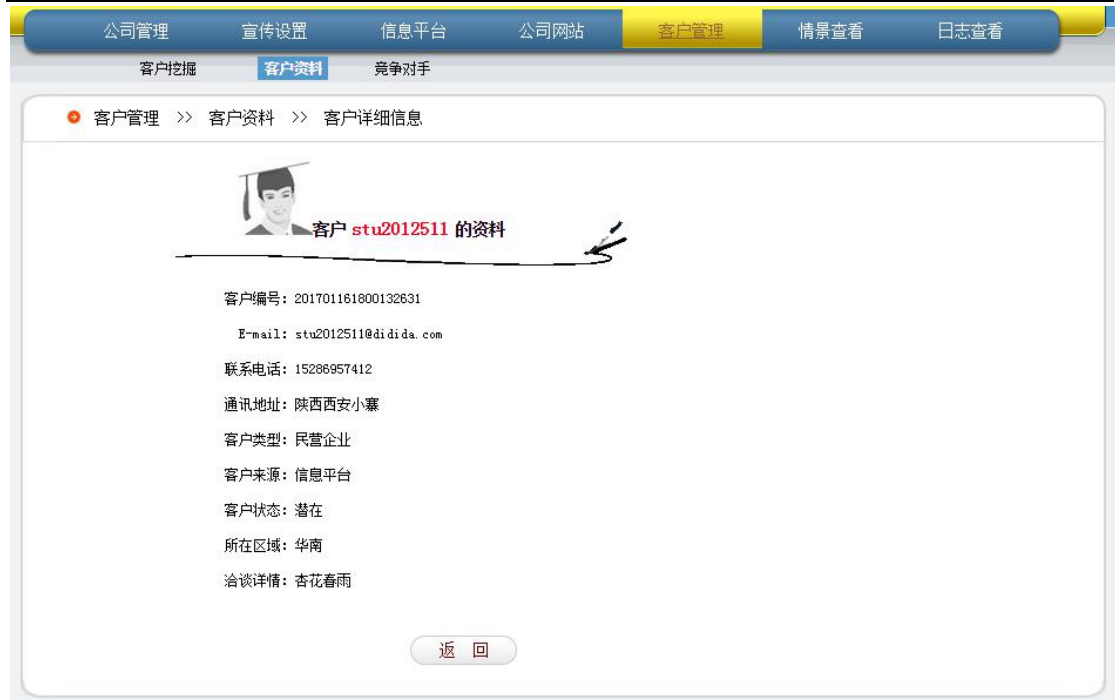 公司管理 宣传设置 信息平台 公司网站 客户管理 情景查看 日志查看
客户挖掘 客户资料 竞争对手
客户管理 >> 客户资料 >> 客户详细信息
客户 stu2012511 的资料
客户编号: 201701161800132631
E-mail: stu2012511@didida.com
联系电话: 15286957412
通讯地址: 陕西西安小寨
客户类型: 民营企业
客户来源: 信息平台
客户状态: 潜在
所在区域: 华南
洽谈详情: 杏花春雨
返 回